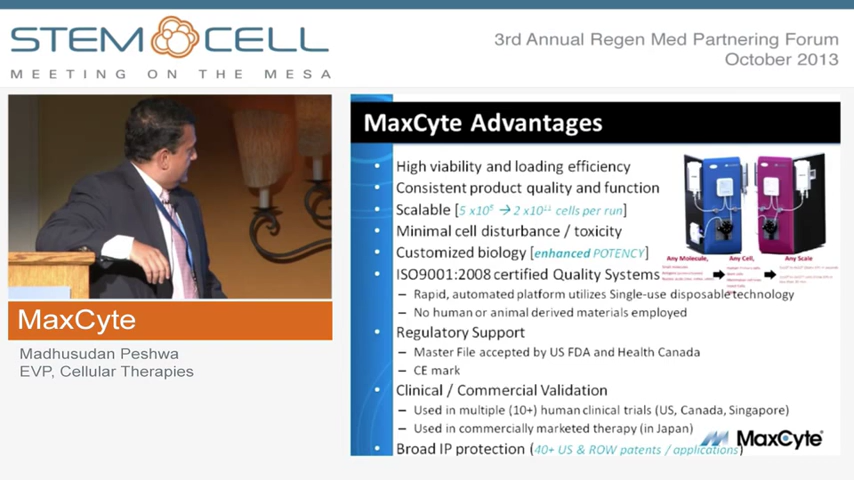 STEM CELL
MEETING ON THE MESA
3rd Annual Regen Med Partnering Forum
October 2013
MaxCyte
Madhusudan Peshwa
EVP, Cellular Therapies
MaxCyte Advantages
• High viability and loading efficiency
• Consistent product quality and function
• Scalable [5 x10⁵ → 2 x10¹¹ cells per run]
• Minimal cell disturbance / toxicity
• Customized biology [enhanced POTENCY]
• ISO9001:2008 certified Quality Systems
– Rapid, automated platform utilizes Single-use disposable technology
– No human or animal derived materials employed
• Regulatory Support
– Master File accepted by US FDA and Health Canada
– CE mark
• Clinical / Commercial Validation
– Used in multiple (10+) human clinical trials (US, Canada, Singapore)
– Used in commercially marketed therapy (in Japan)
• Broad IP protection (40+ US & ROW patents / applications)
Any Molecule, Any Cell, Any Scale
MaxCyte